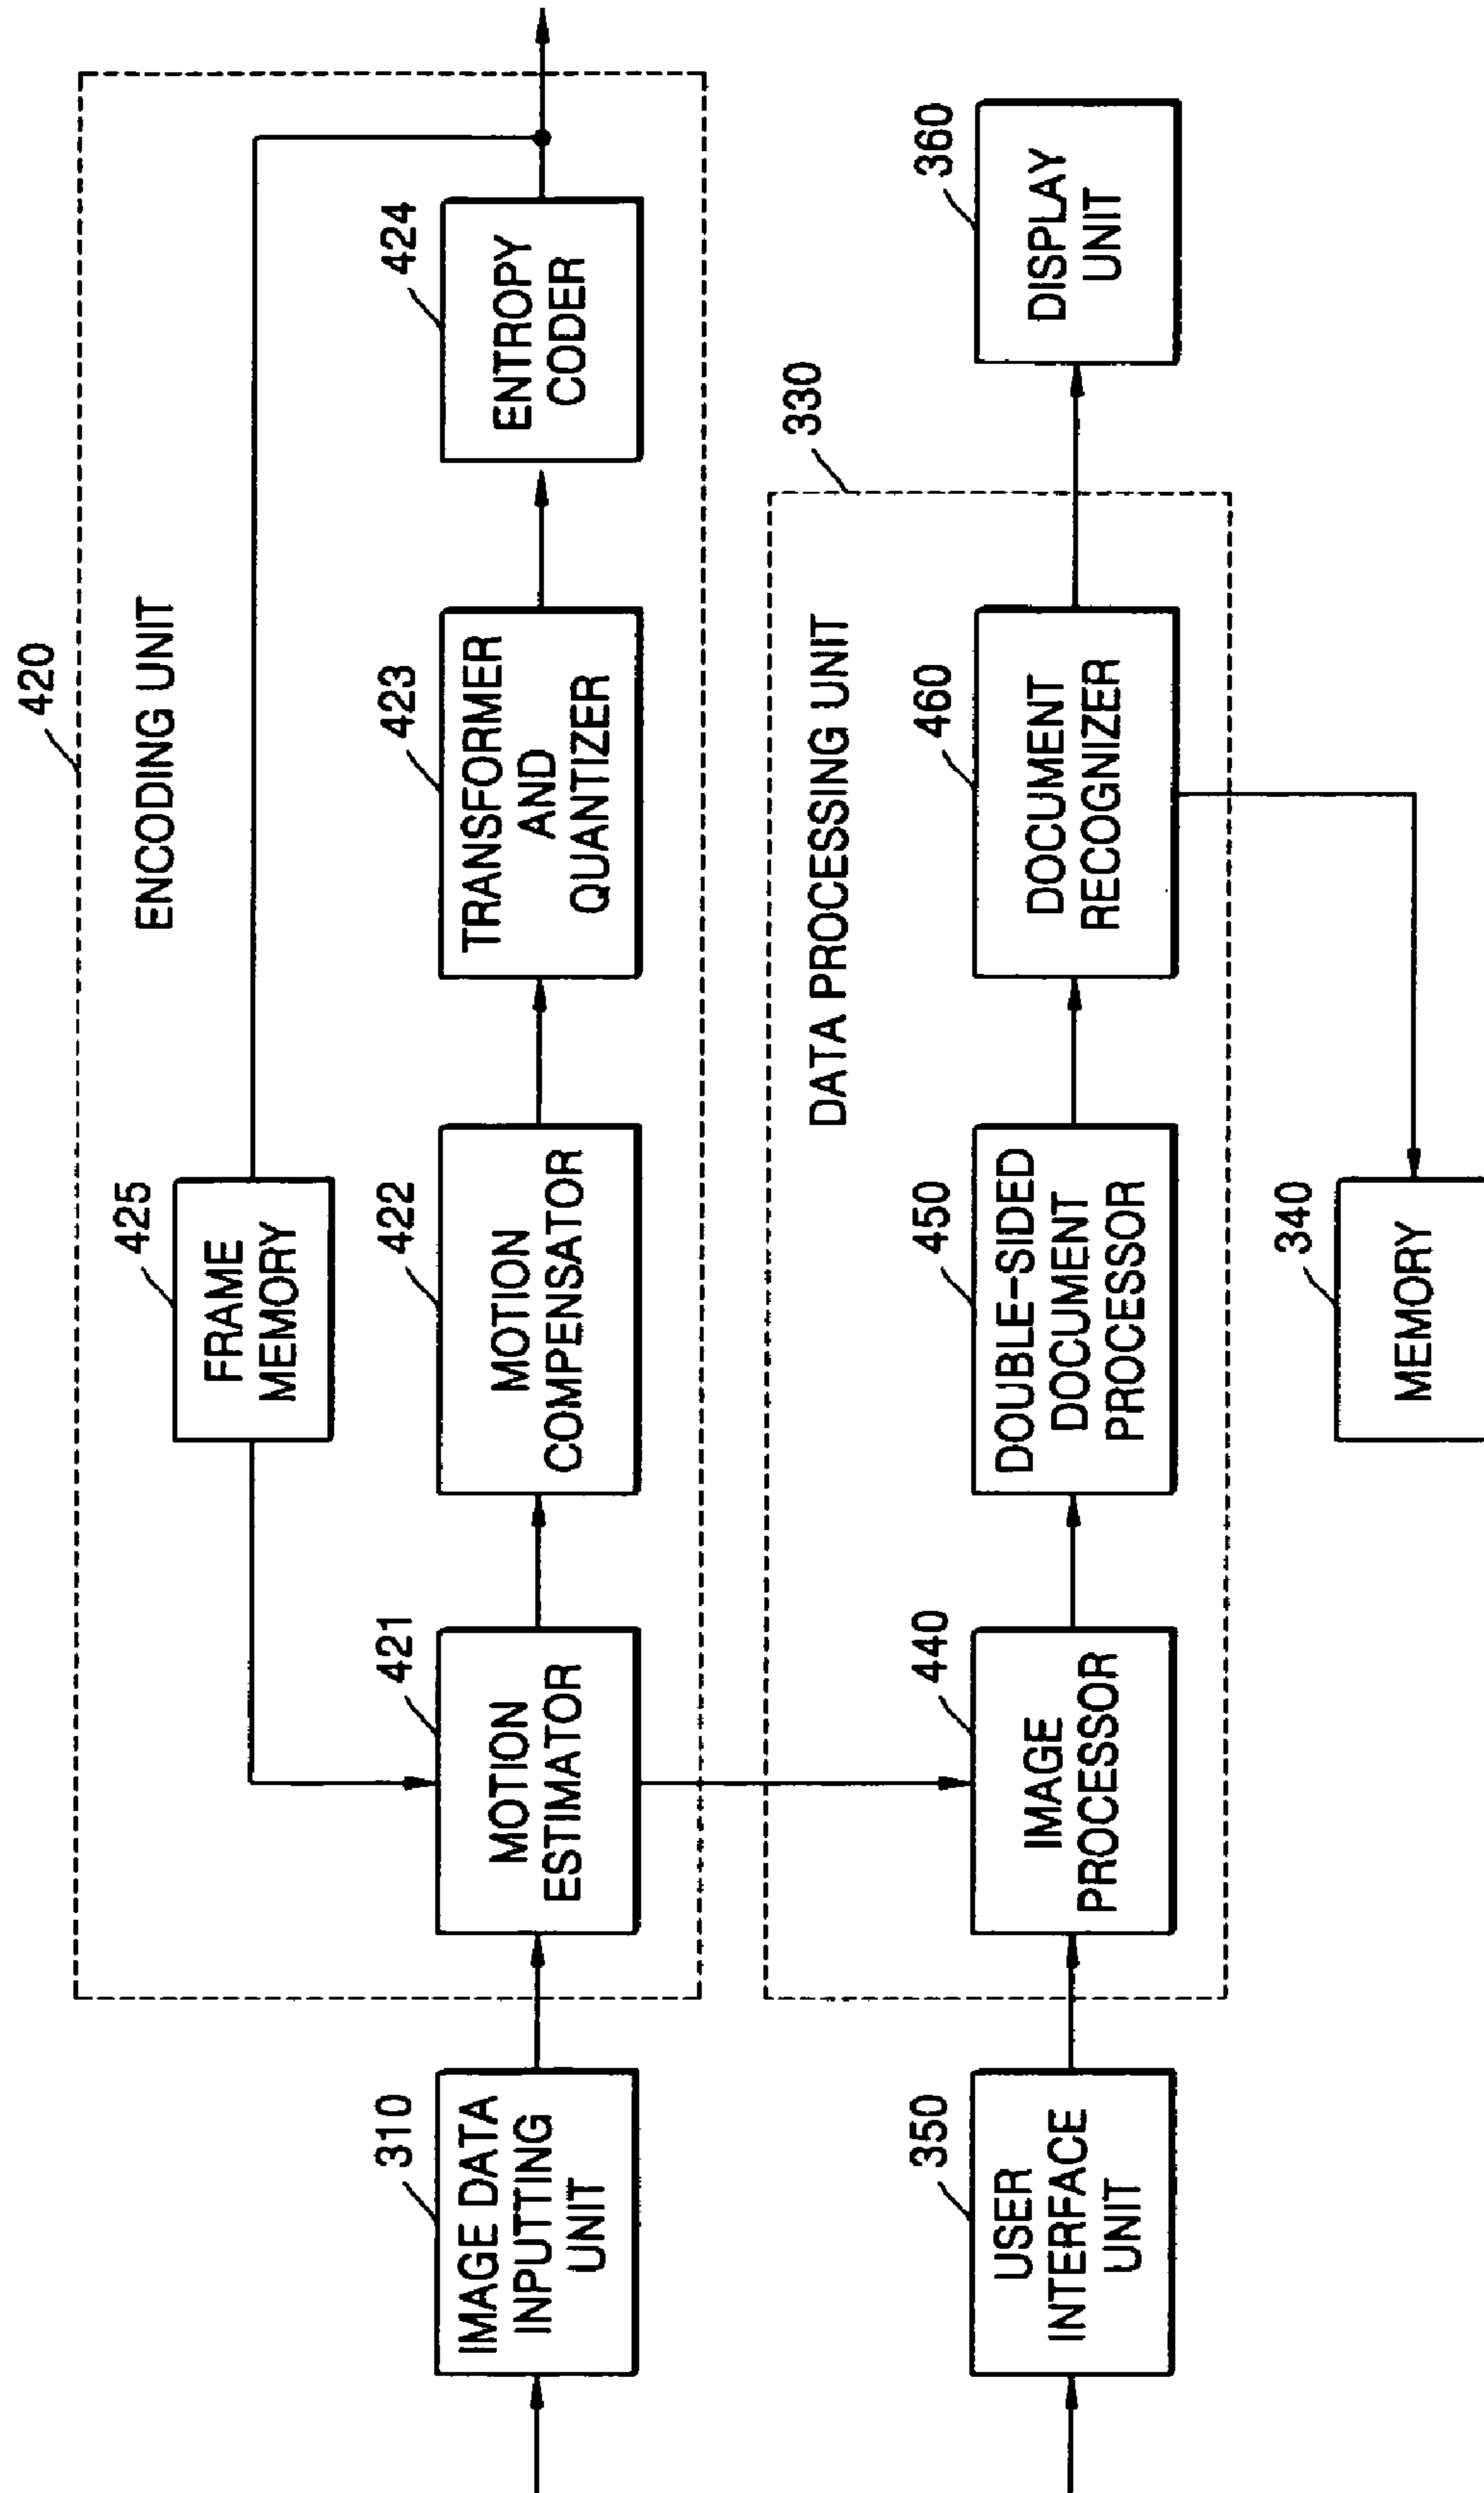 420
ENCODING UNIT
425
FRAME
MEMORY
310
IMAGE DATA
INPUTTING
UNIT
421
MOTION
ESTIMATOR
422
MOTION
COMPENSATOR
423
TRANSFORMER
AND
QUANTIZER
424
ENTROPY
CODER
DATA PROCESSING UNIT
330
350
USER
INTERFACE
UNIT
440
IMAGE
PROCESSOR
450
DOUBLE-SIDED
DOCUMENT
PROCESSOR
460
DOCUMENT
RECOGNIZER
360
DISPLAY
UNIT
340
MEMORY